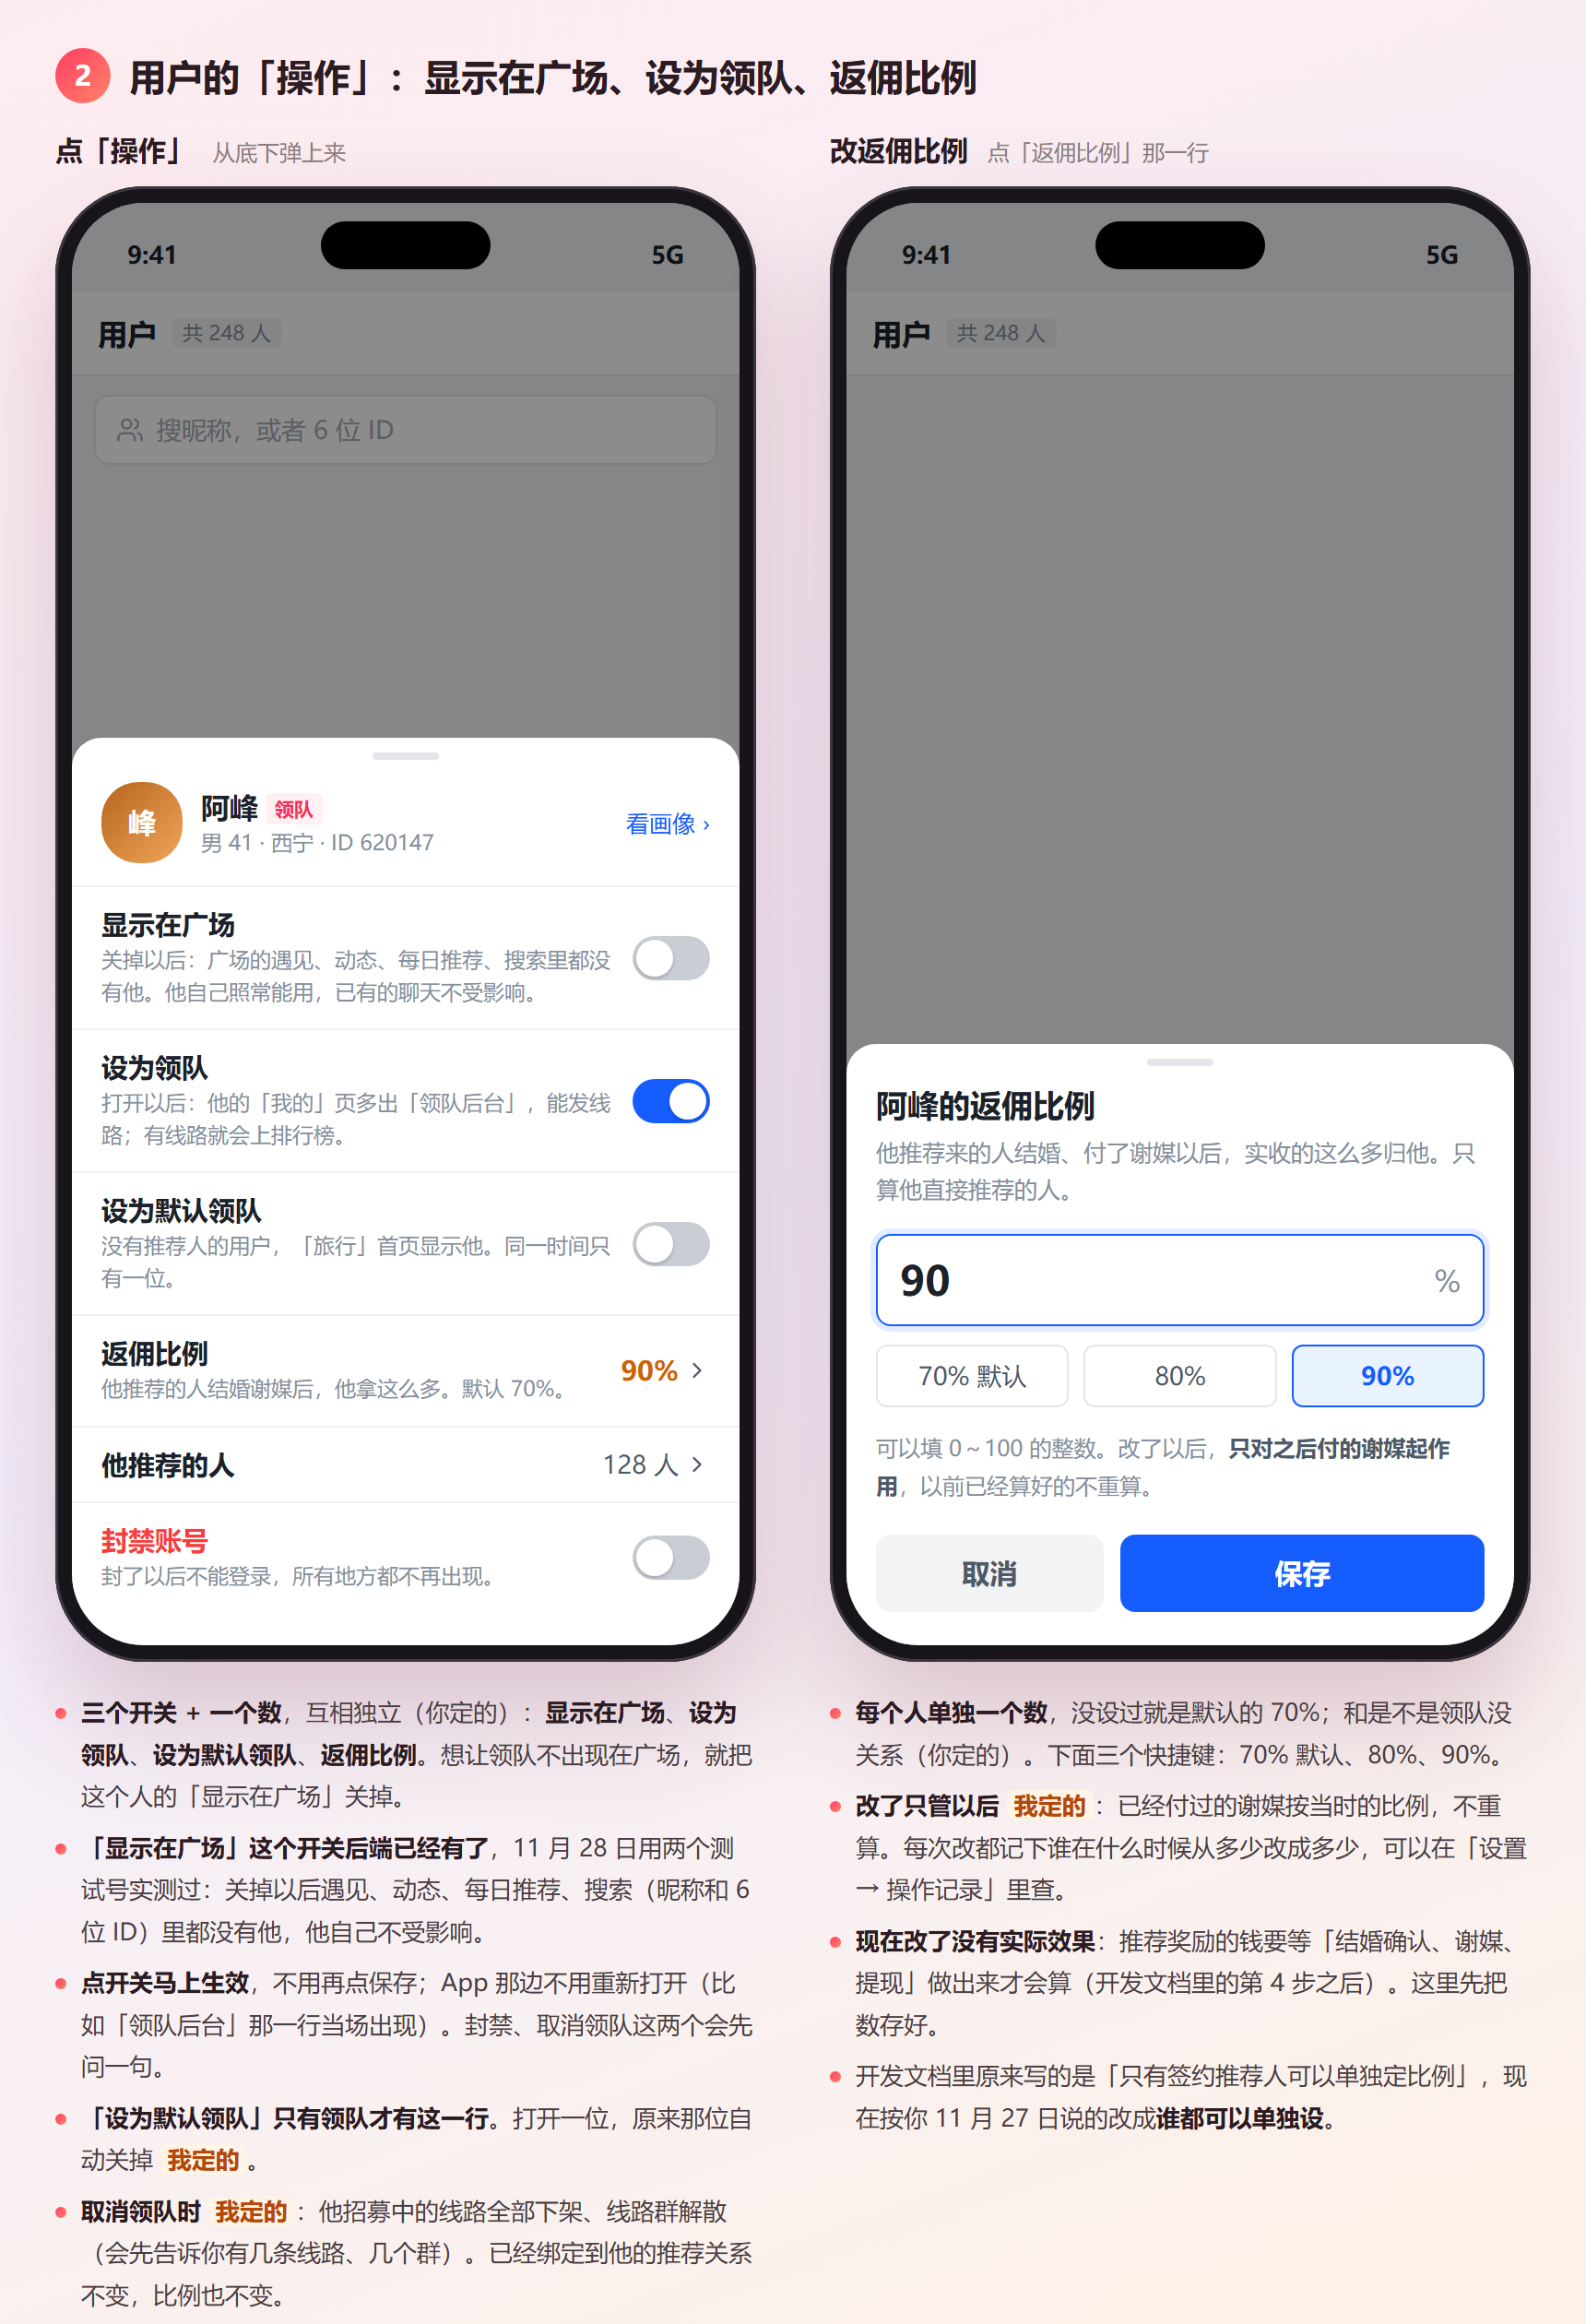 2 用户的「操作」：显示在广场、设为领队、返佣比例
点「操作」 从底下弹上来
9:41 5G
用户 共 248 人
搜昵称，或者 6 位 ID
峰
阿峰 领队
男 41 · 西宁 · ID 620147
看画像 ›
显示在广场
关掉以后：广场的遇见、动态、每日推荐、搜索里都没
有他。他自己照常能用，已有的聊天不受影响。
设为领队
打开以后：他的「我的」页多出「领队后台」，能发线
路；有线路就会上排行榜。
设为默认领队
没有推荐人的用户，「旅行」首页显示他。同一时间只
有一位。
返佣比例
他推荐的人结婚谢媒后，他拿这么多。默认 70%。
90% ›
他推荐的人 128 人 ›
封禁账号
封了以后不能登录，所有地方都不再出现。
三个开关 + 一个数，互相独立（你定的）：显示在广场、设为
领队、设为默认领队、返佣比例。想让领队不出现在广场，就把
这个人的「显示在广场」关掉。
「显示在广场」这个开关后端已经有了，11 月 28 日用两个测
试号实测过：关掉以后遇见、动态、每日推荐、搜索（昵称和 6
位 ID）里都没有他，他自己不受影响。
点开关马上生效，不用再点保存；App 那边不用重新打开（比
如「领队后台」那一行当场出现）。封禁、取消领队这两个会先
问一句。
「设为默认领队」只有领队才有这一行。打开一位，原来那位自
动关掉 我定的 。
取消领队时 我定的 ：他招募中的线路全部下架、线路群解散
（会先告诉你有几条线路、几个群）。已经绑定到他的推荐关系
不变，比例也不变。
改返佣比例 点「返佣比例」那一行
9:41 5G
用户 共 248 人
阿峰的返佣比例
他推荐来的人结婚、付了谢媒以后，实收的这么多归他。只
算他直接推荐的人。
90 %
70% 默认 80% 90%
可以填 0～100 的整数。改了以后，只对之后付的谢媒起作
用，以前已经算好的不重算。
取消 保存
每个人单独一个数，没设过就是默认的 70%；和是不是领队没
关系（你定的）。下面三个快捷键：70% 默认、80%、90%。
改了只管以后 我定的 ：已经付过的谢媒按当时的比例，不重
算。每次改都记下谁在什么时候从多少改成多少，可以在「设置
→ 操作记录」里查。
现在改了没有实际效果：推荐奖励的钱要等「结婚确认、谢媒、
提现」做出来才会算（开发文档里的第 4 步之后）。这里先把
数存好。
开发文档里原来写的是「只有签约推荐人可以单独定比例」，现
在按你 11 月 27 日说的改成谁都可以单独设。